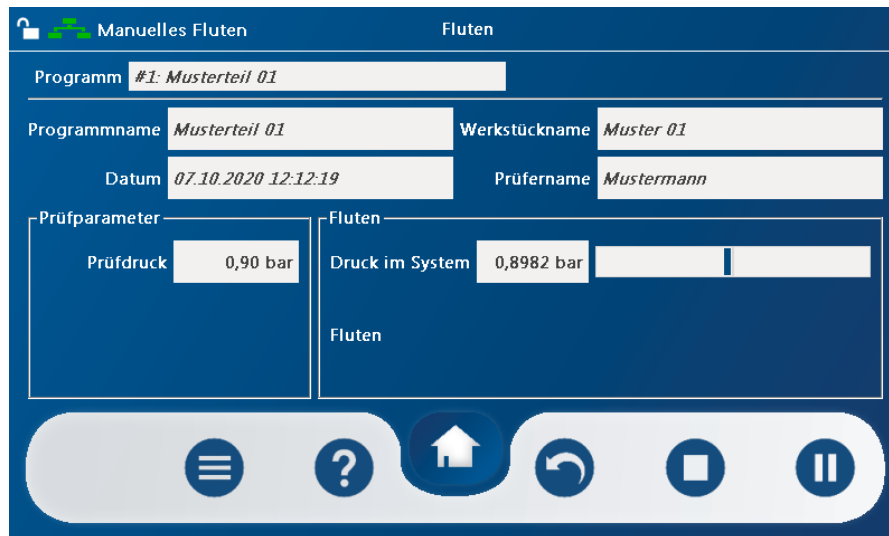 Manuelles Fluten Fluten
Programm #1: Musterteil 01
Programmname Musterteil 01 Werkstückname Muster 01
Datum 07.10.2020 12:12:19 Prüfername Mustermann
Prüfparameter Fluten
Prüfdruck 0,90 bar Druck im System 0,8982 bar
Fluten
?